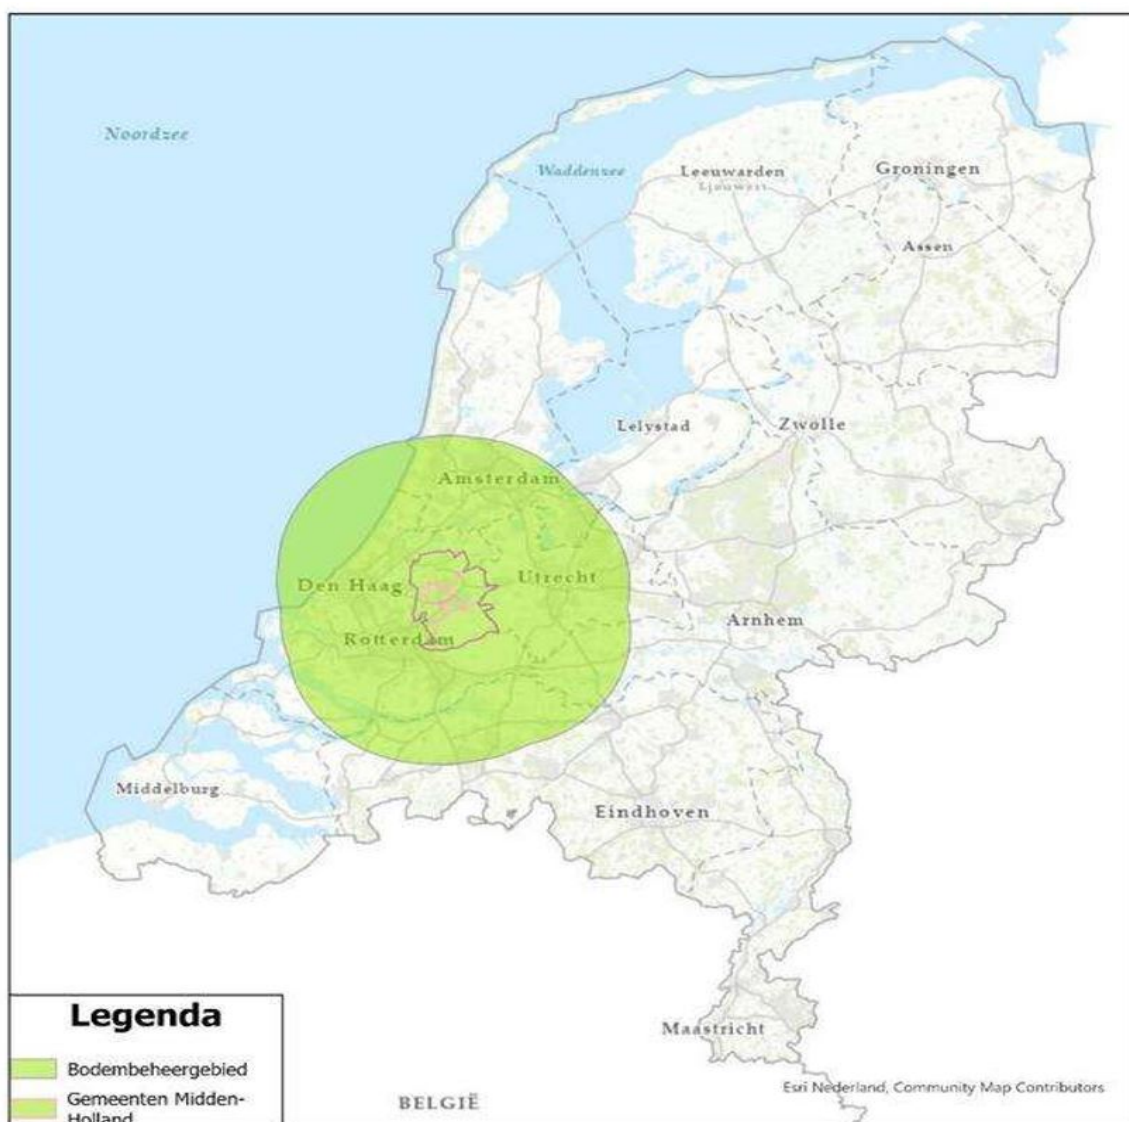 Noordzee
Waddenzee
Leeuwarden
Ljouwert
Groningen
Assen
Lelystad
Zwolle
Amsterdam
Den Haag
Utrecht
Arnhem
Rotterdam
Middelburg
Eindhoven
Maastricht
Legenda
Bodembeheergebied
Gemeenten Midden-
Holland
Esri Nederland, Community Map Contributors
BELGIË